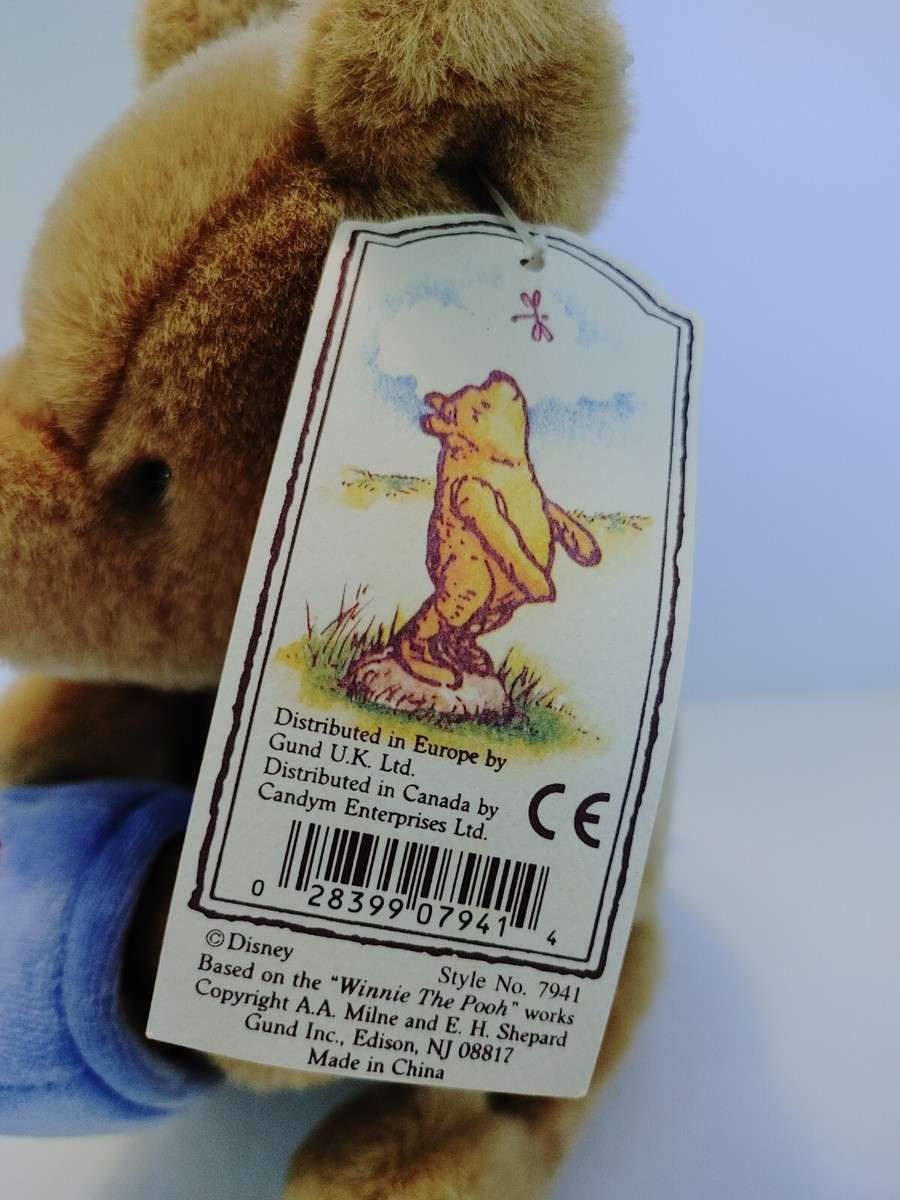 Distributed in Europe by
Gund U.K. Ltd.
Distributed in Canada by
Candym Enterprises Ltd.
CE
0 28399 07941 4
©Disney
Style No. 7941
Based on the "Winnie The Pooh" works
Copyright A.A. Milne and E. H. Shepard
Gund Inc., Edison, NJ 08817
Made in China